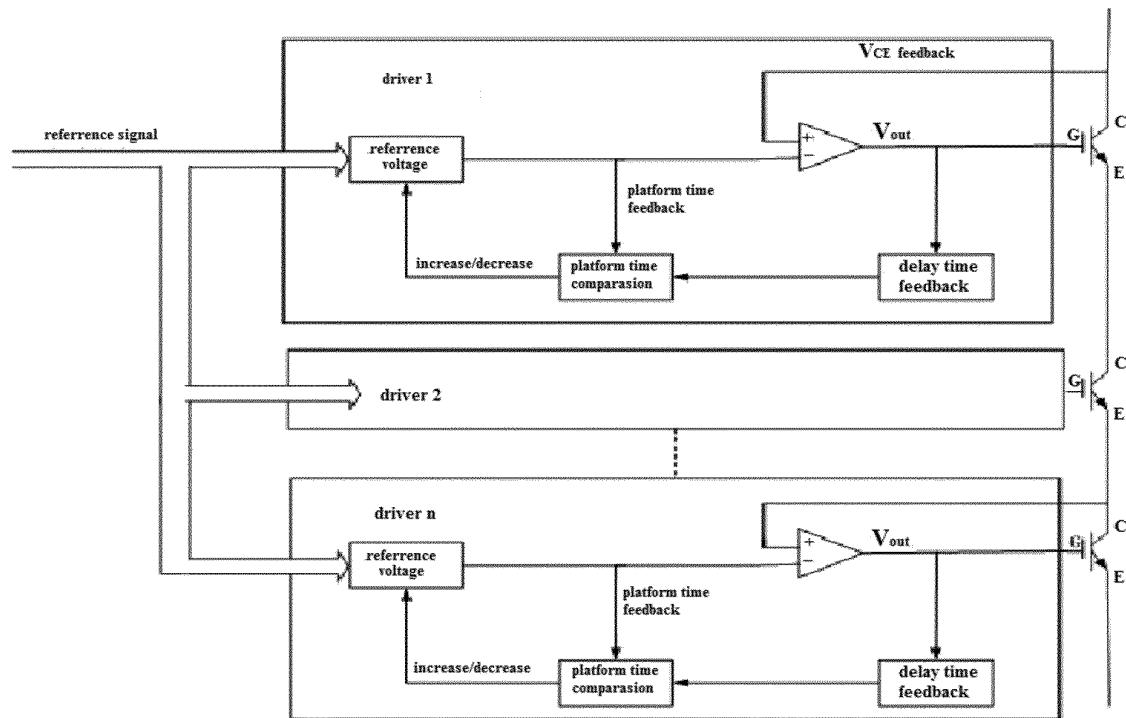 driver 1
V_CE feedback
referrence signal
.referrence
voltage
+
−
Vout
G
C
E
platform time
feedback
increase/decrease
platform time
comparasion
delay time
feedback
driver 2
G
C
E
driver n
referrence
voltage
+
−
Vout
G
C
E
platform time
feedback
increase/decrease
platform time
comparasion
delay time
feedback